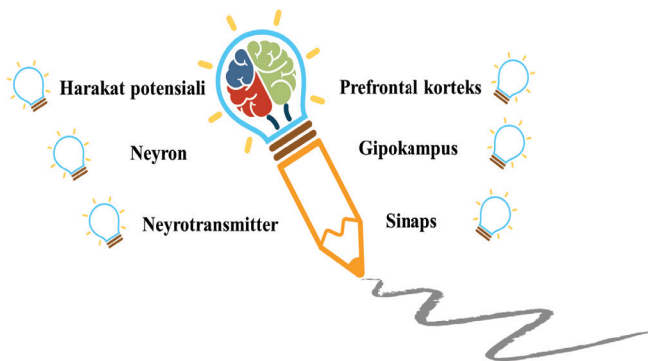 Harakat potensiali
Neyron
Neyrotransmitter
Prefrontal korteks
Gipokampus
Sinaps